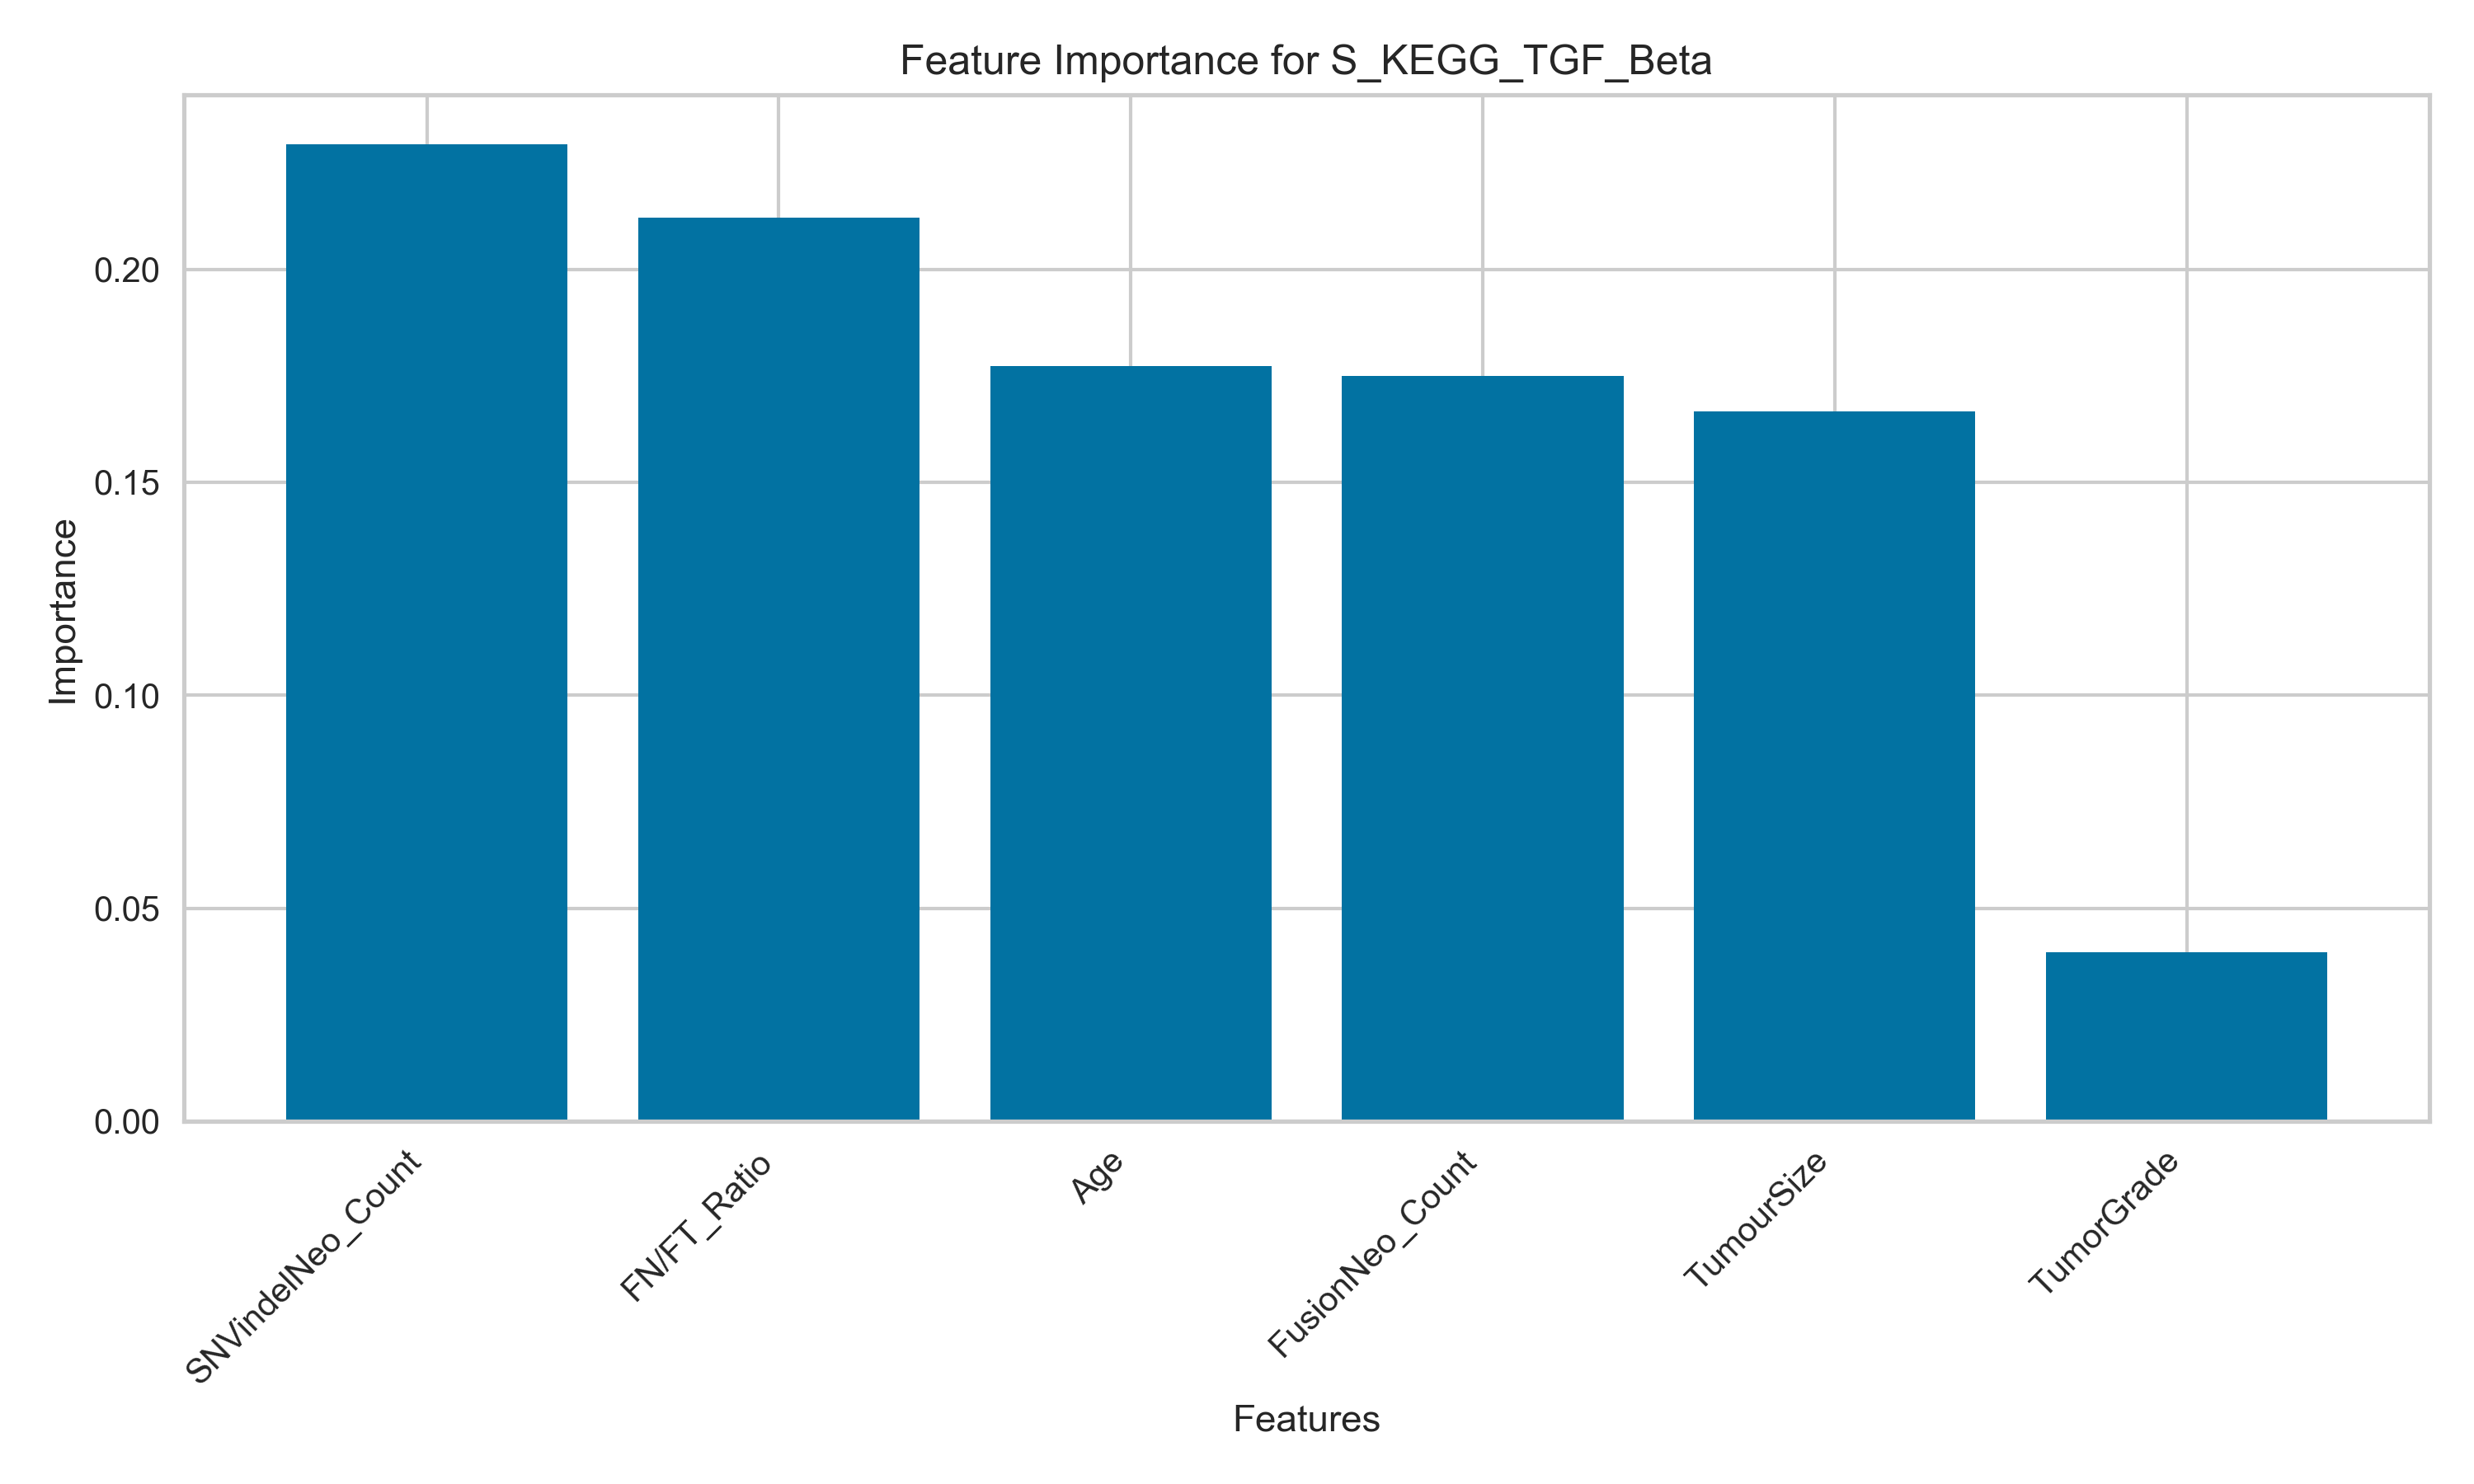 Feature Importance for S_KEGG_TGF_Beta
0.20
0.15
0.10
0.05
0.00
Importance
SNVindelNeo_Count
FN/FT_Ratio
Age
FusionNeo_Count
TumourSize
TumorGrade
Features